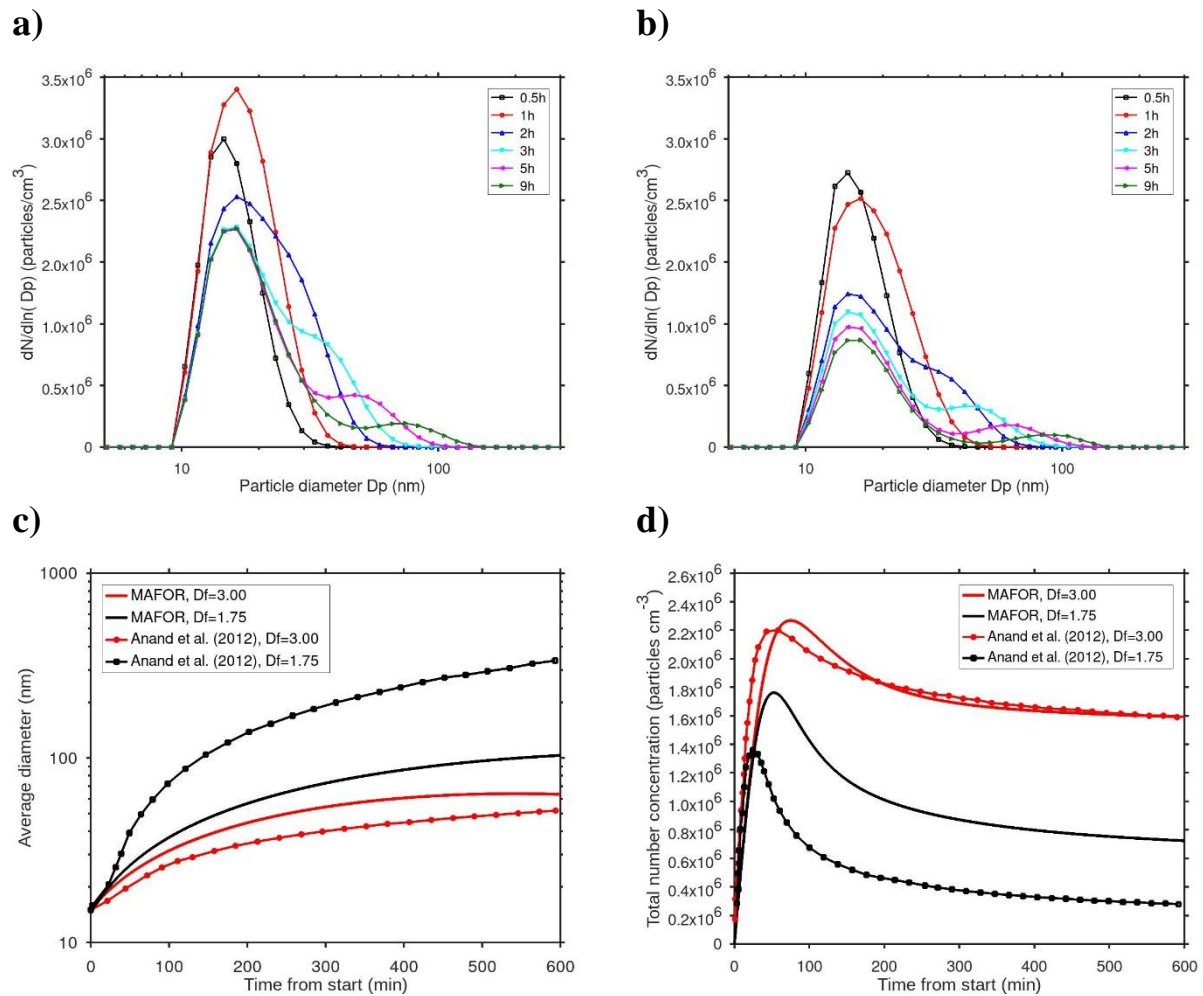 a)
3.5x10⁶
3.0x10⁶
2.5x10⁶
2.0x10⁶
1.5x10⁶
1.0x10⁶
0.5x10⁶
0
dN/dln( Dp) (particles/cm³)
10
100
Particle diameter Dp (nm)
0.5h
1h
2h
3h
5h
9h
b)
3.5x10⁶
3.0x10⁶
2.5x10⁶
2.0x10⁶
1.5x10⁶
1.0x10⁶
0.5x10⁶
0
dN/dln( Dp) (particles/cm³)
10
100
Particle diameter Dp (nm)
0.5h
1h
2h
3h
5h
9h
c)
1000
100
10
Average diameter (nm)
0 100 200 300 400 500 600
Time from start (min)
MAFOR, Df=3.00
MAFOR, Df=1.75
Anand et al. (2012), Df=3.00
Anand et al. (2012), Df=1.75
d)
2.6x10⁶
2.4x10⁶
2.2x10⁶
2.0x10⁶
1.8x10⁶
1.6x10⁶
1.4x10⁶
1.2x10⁶
1.0x10⁶
0.8x10⁶
0.6x10⁶
0.4x10⁶
0.2x10⁶
0
Total number concentration (particles cm⁻³)
0 100 200 300 400 500 600
Time from start (min)
MAFOR, Df=3.00
MAFOR, Df=1.75
Anand et al. (2012), Df=3.00
Anand et al. (2012), Df=1.75